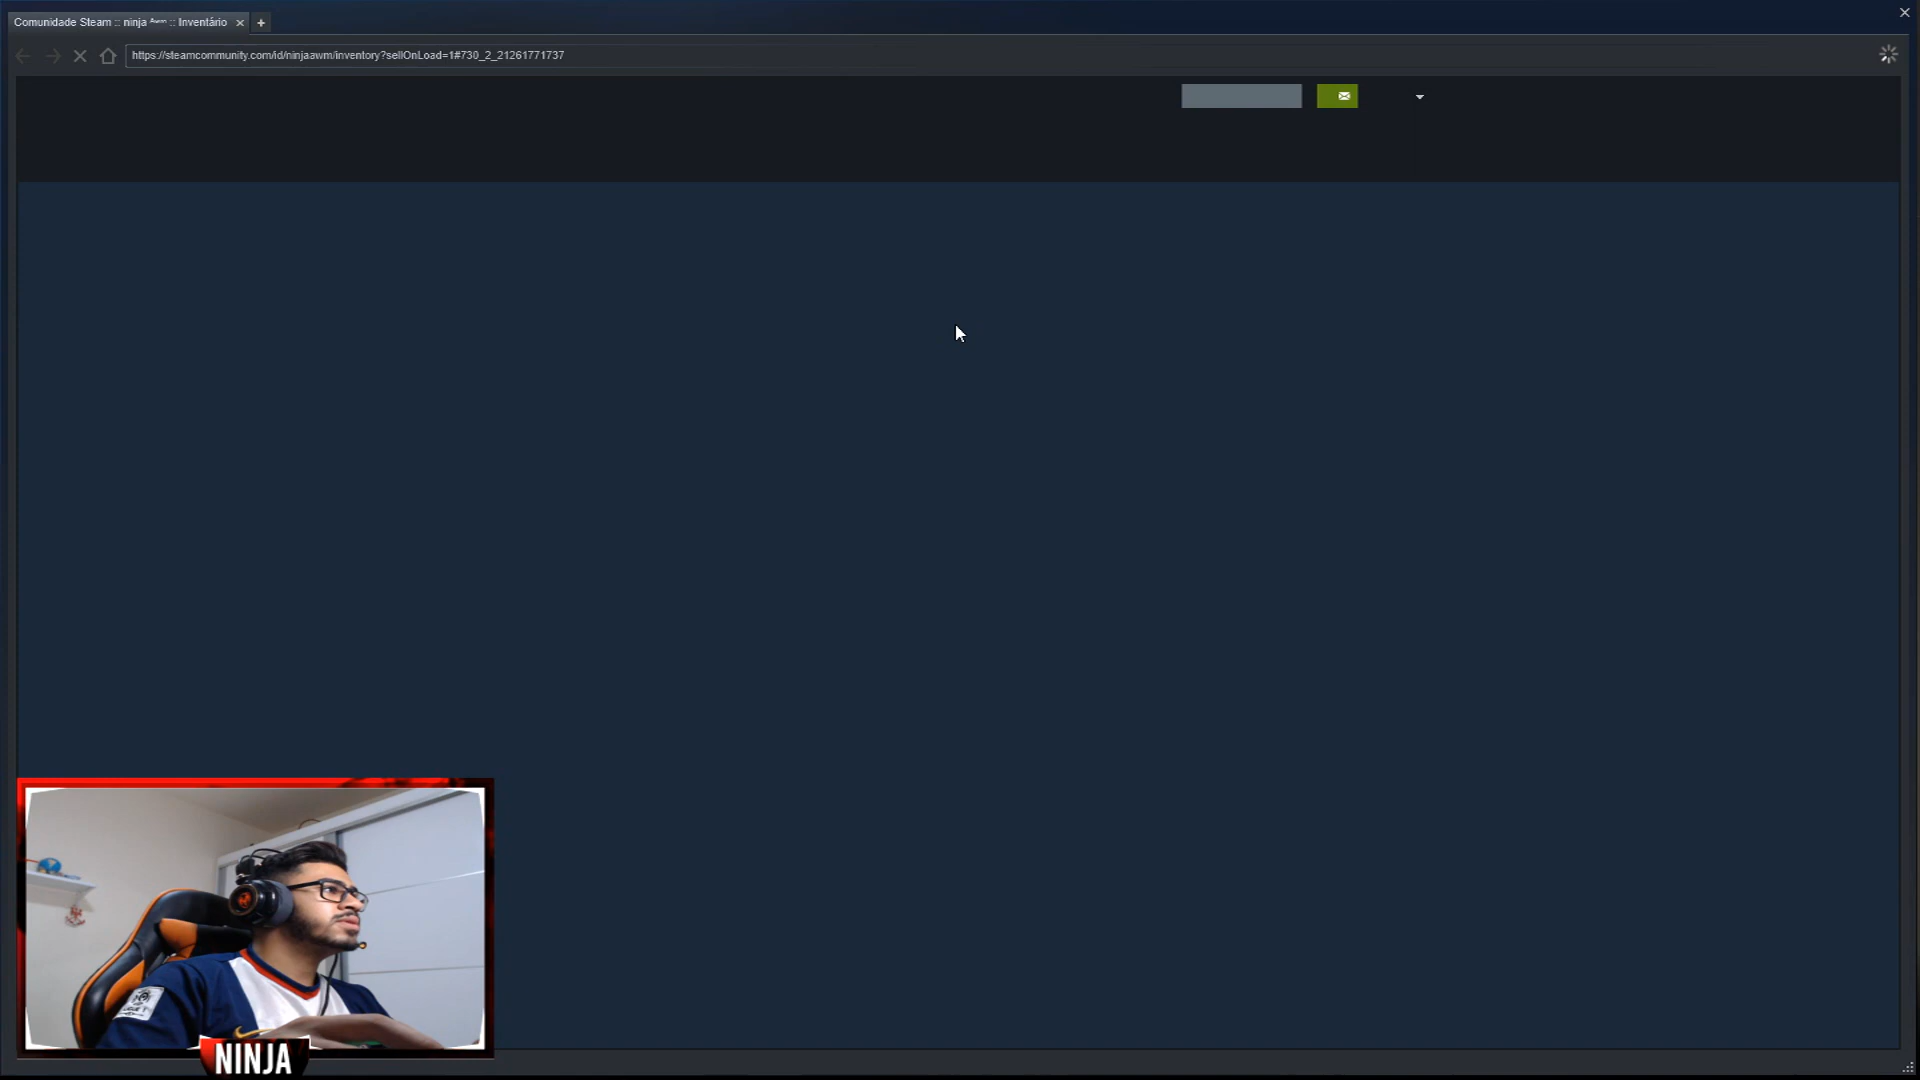 Comunidade Steam :: ninja ᴬʷᵐ :: Inventário
https://steamcommunity.com/id/ninjaawm/inventory?sellOnLoad=1#730_2_21261771737
NINJA